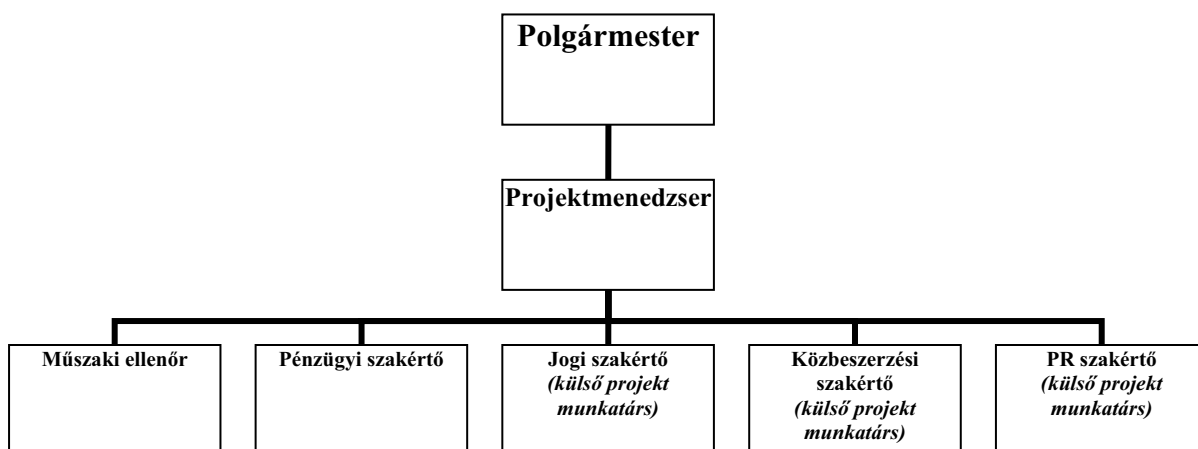 Polgármester
Projektmenedzser
Műszaki ellenőr
Pénzügyi szakértő
Jogi szakértő
(külső projekt
munkatárs)
Közbeszerzési
szakértő
(külső projekt
munkatárs)
PR szakértő
(külső projekt
munkatárs)